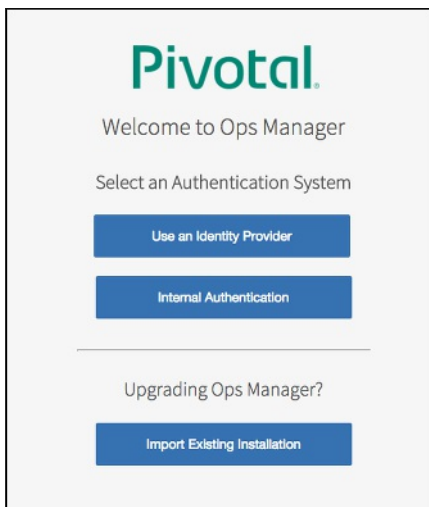 Pivotal.
Welcome to Ops Manager
Select an Authentication System
Use an Identity Provider
Internal Authentication
Upgrading Ops Manager?
Import Existing Installation